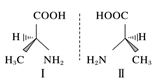 COOH HOOC
H H
H₃C NH₂ H₂N CH₃
Ⅰ Ⅱ